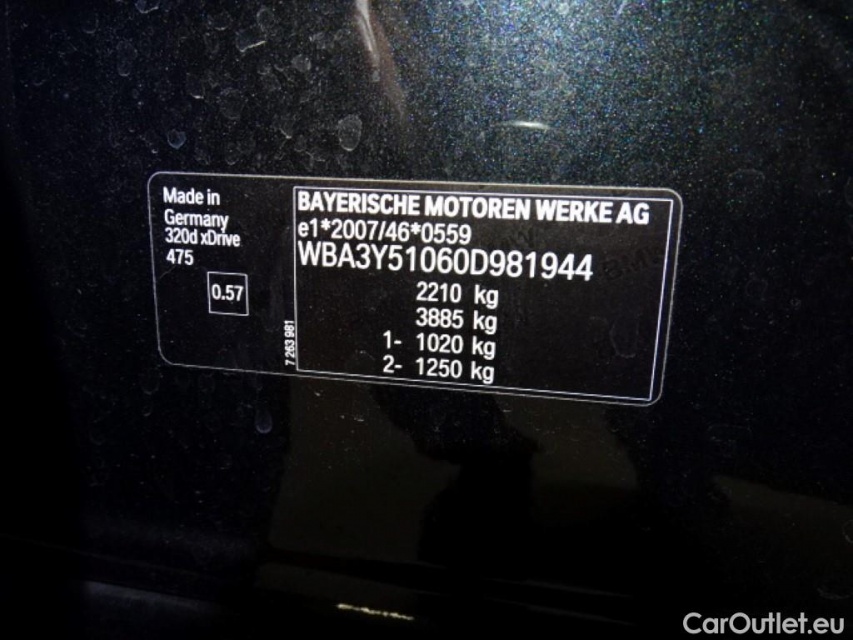 Made in
Germany
320d xDrive
475
0.57
7 263 981
BAYERISCHE MOTOREN WERKE AG
e1*2007/46*0559
WBA3Y51060D981944
2210 kg
3885 kg
1- 1020 kg
2- 1250 kg
CarOutlet.eu